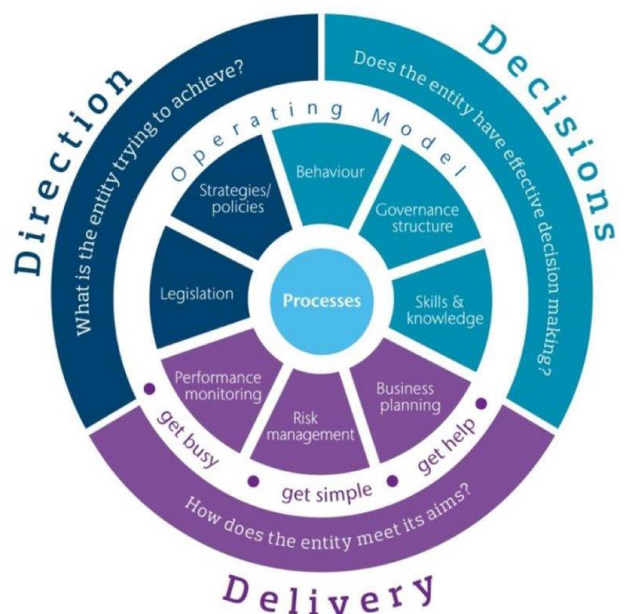 Direction
What is the entity trying to achieve?
Decisions
Does the entity have effective decision making?
Operating Model
Strategies/
policies
Behaviour
Governance
structure
Legislation
Processes
Skills &
knowledge
Performance
monitoring
Risk
management
Business
planning
get busy
get simple
get help
How does the entity meet its aims?
Delivery